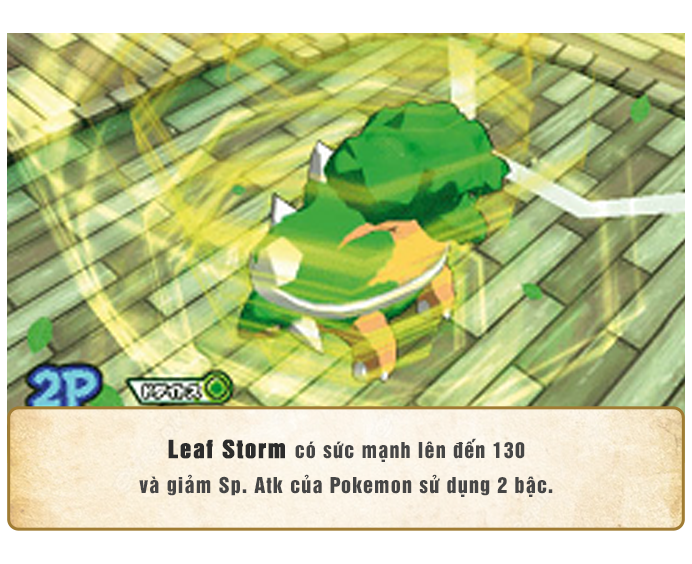 2P
ドダイトス
Leaf Storm có sức mạnh lên đến 130
và giảm Sp. Atk của Pokemon sử dụng 2 bậc.